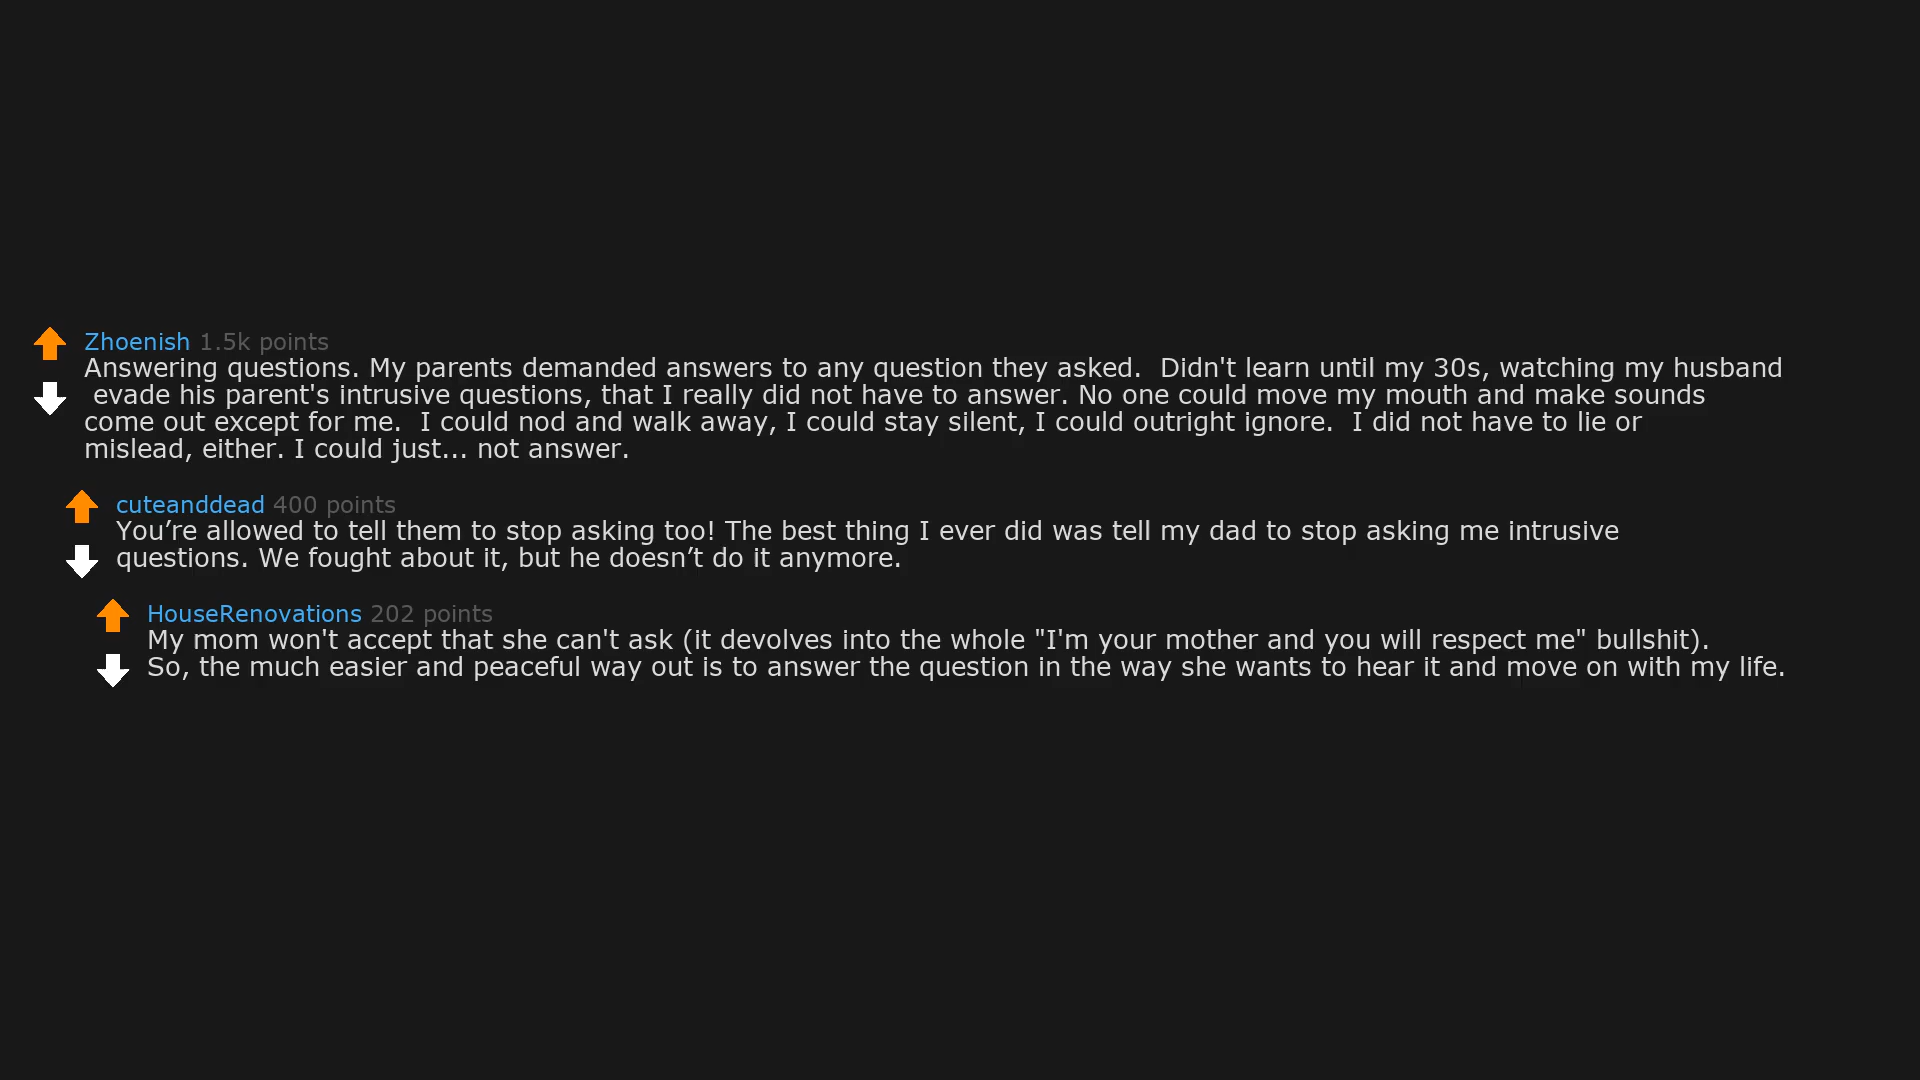 Zhoenish 1.5k points
Answering questions. My parents demanded answers to any question they asked.  Didn't learn until my 30s, watching my husband
evade his parent's intrusive questions, that I really did not have to answer. No one could move my mouth and make sounds
come out except for me.  I could nod and walk away, I could stay silent, I could outright ignore.  I did not have to lie or
mislead, either. I could just... not answer.
cuteanddead 400 points
You’re allowed to tell them to stop asking too! The best thing I ever did was tell my dad to stop asking me intrusive
questions. We fought about it, but he doesn’t do it anymore.
HouseRenovations 202 points
My mom won't accept that she can't ask (it devolves into the whole "I'm your mother and you will respect me" bullshit).
So, the much easier and peaceful way out is to answer the question in the way she wants to hear it and move on with my life.